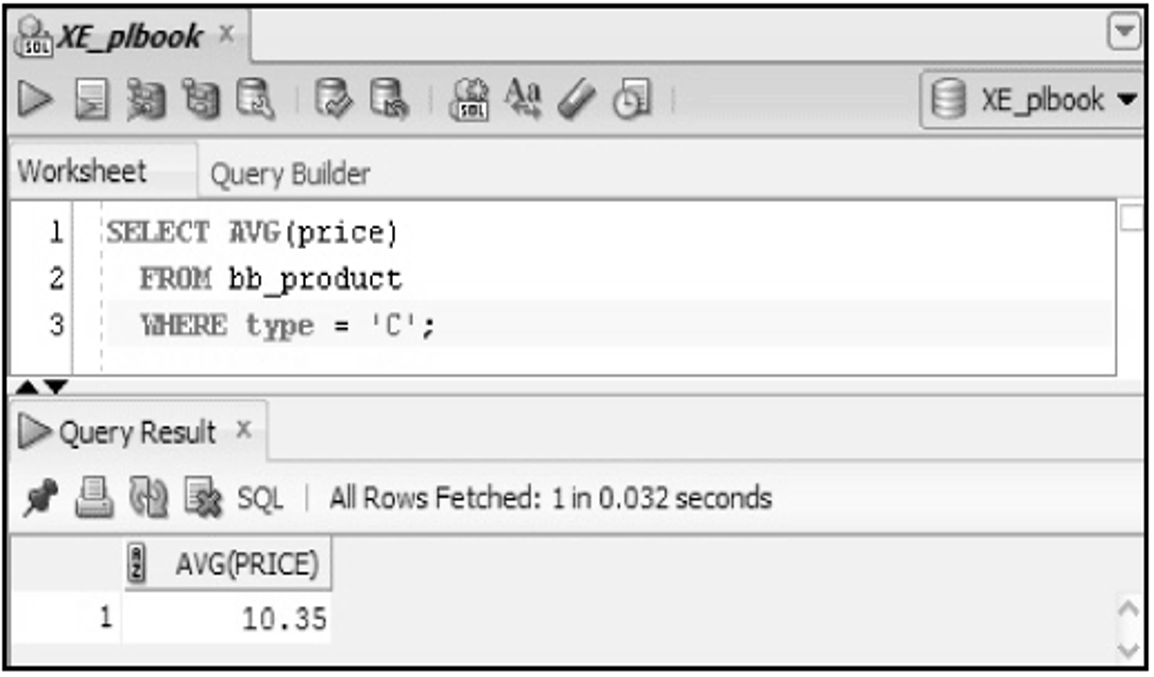 XE_plbook
XE_plbook
Worksheet Query Builder
1 SELECT AVG(price)
2 FROM bb_product
3 WHERE type = 'C';
Query Result
SQL All Rows Fetched: 1 in 0.032 seconds
AVG(PRICE)
1 10.35